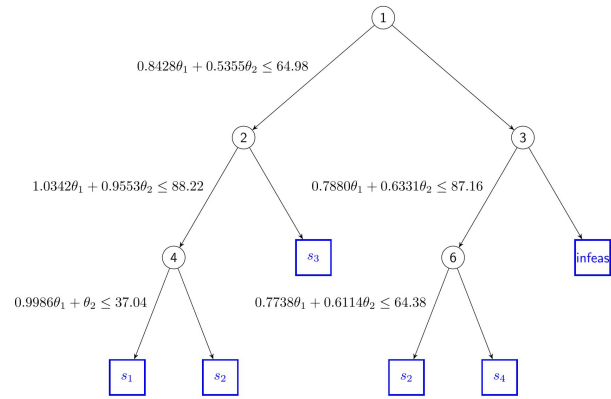 1
0.8428θ₁ + 0.5355θ₂ ≤ 64.98
2
3
1.0342θ₁ + 0.9553θ₂ ≤ 88.22
0.7880θ₁ + 0.6331θ₂ ≤ 87.16
4
s₃
6
infeas
0.9986θ₁ + θ₂ ≤ 37.04
0.7738θ₁ + 0.6114θ₂ ≤ 64.38
s₁
s₂
s₂
s₄